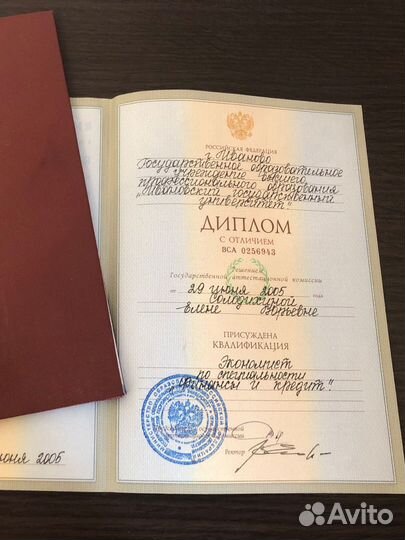 РОССИЙСКАЯ ФЕДЕРАЦИЯ
г. Иваново
Государственное образовательное
учреждение высшего
профессионального образования
"Ивановский государственный
университет"
ДИПЛОМ
С ОТЛИЧИЕМ
ВСА 0256943
Решением
Государственной аттестационной комиссии
29 июня 2005 года
Солодихиной
Елене Юрьевне
ПРИСУЖДЕНА
КВАЛИФИКАЦИЯ
Экономист
по специальности
"Финансы и кредит"
Ректор
июня 2005
Avito